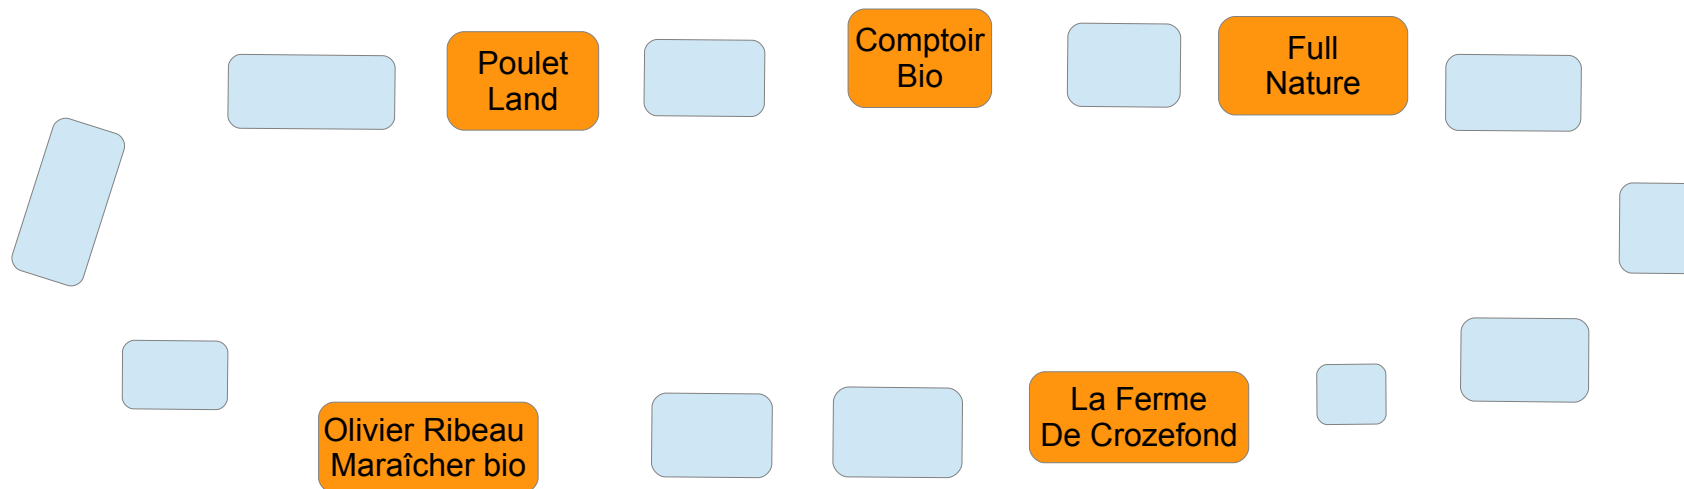 Poulet
Land
Comptoir
Bio
Full
Nature
Olivier Ribeau
Maraîcher bio
La Ferme
De Crozefond